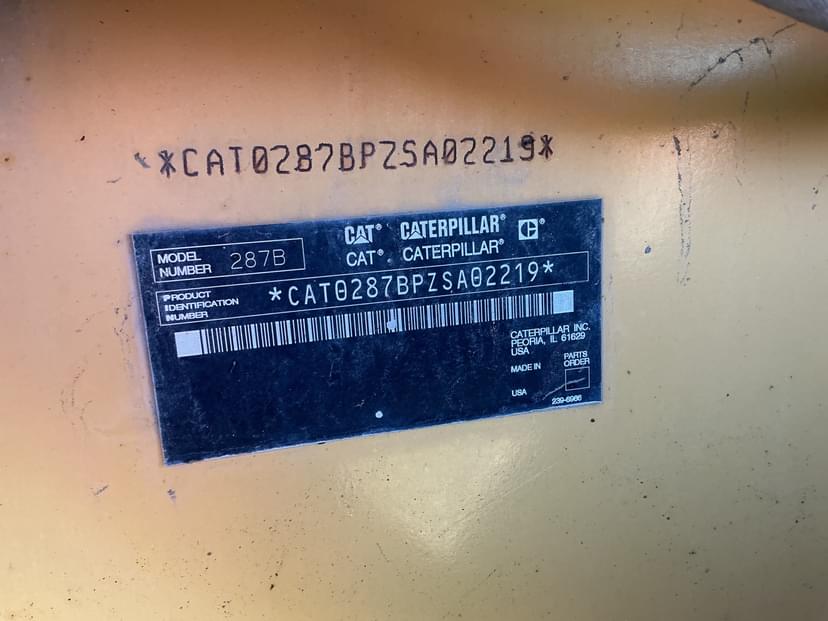 *CAT0287BPZSA02219*
CAT® CATERPILLAR® C®
CAT® CATERPILLAR®
MODEL NUMBER 287B
PRODUCT IDENTIFICATION NUMBER *CAT0287BPZSA02219*
CATERPILLAR INC.
PEORIA, IL 61629
USA
MADE IN
USA
PARTS
ORDER
239-6966